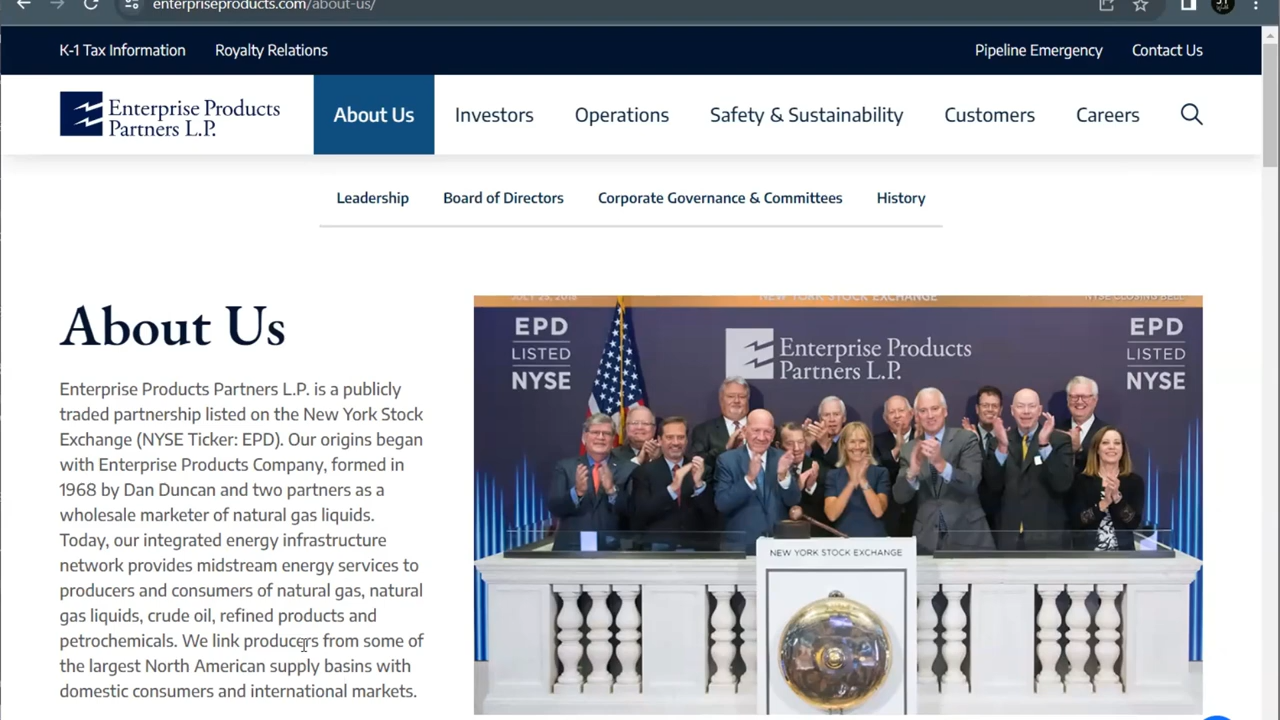 enterpriseproducts.com/about-us/
K-1 Tax Information Royalty Relations Pipeline Emergency Contact Us
Enterprise Products
Partners L.P.
About Us Investors Operations Safety & Sustainability Customers Careers
Leadership Board of Directors Corporate Governance & Committees History
About Us
Enterprise Products Partners L.P. is a publicly
traded partnership listed on the New York Stock
Exchange (NYSE Ticker: EPD). Our origins began
with Enterprise Products Company, formed in
1968 by Dan Duncan and two partners as a
wholesale marketer of natural gas liquids.
Today, our integrated energy infrastructure
network provides midstream energy services to
producers and consumers of natural gas, natural
gas liquids, crude oil, refined products and
petrochemicals. We link producers from some of
the largest North American supply basins with
domestic consumers and international markets.
NEW YORK STOCK EXCHANGE NYSE CLOSING BELL
EPD
LISTED
NYSE
Enterprise Products
Partners L.P.
EPD
LISTED
NYSE
NEW YORK STOCK EXCHANGE